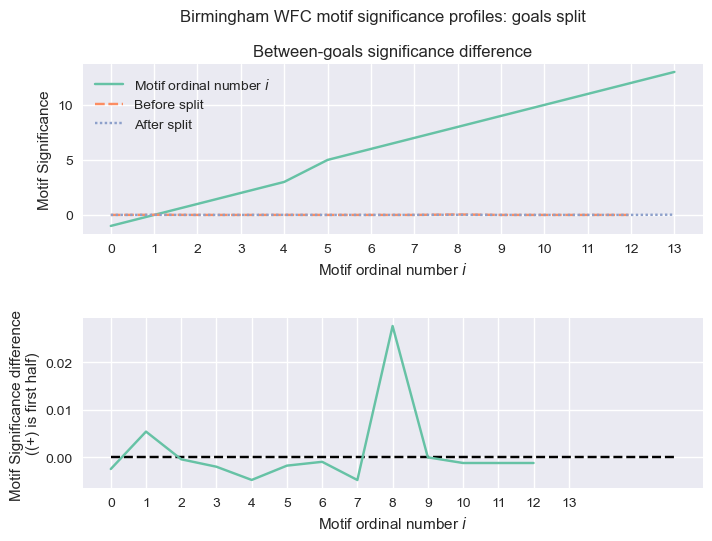 Birmingham WFC motif significance profiles: goals split
Between-goals significance difference
Motif Significance
10
5
0
Motif ordinal number i
Before split
After split
0 1 2 3 4 5 6 7 8 9 10 11 12 13
Motif ordinal number i
Motif Significance difference
((+) is first half)
0.02
0.01
0.00
0 1 2 3 4 5 6 7 8 9 10 11 12 13
Motif ordinal number i